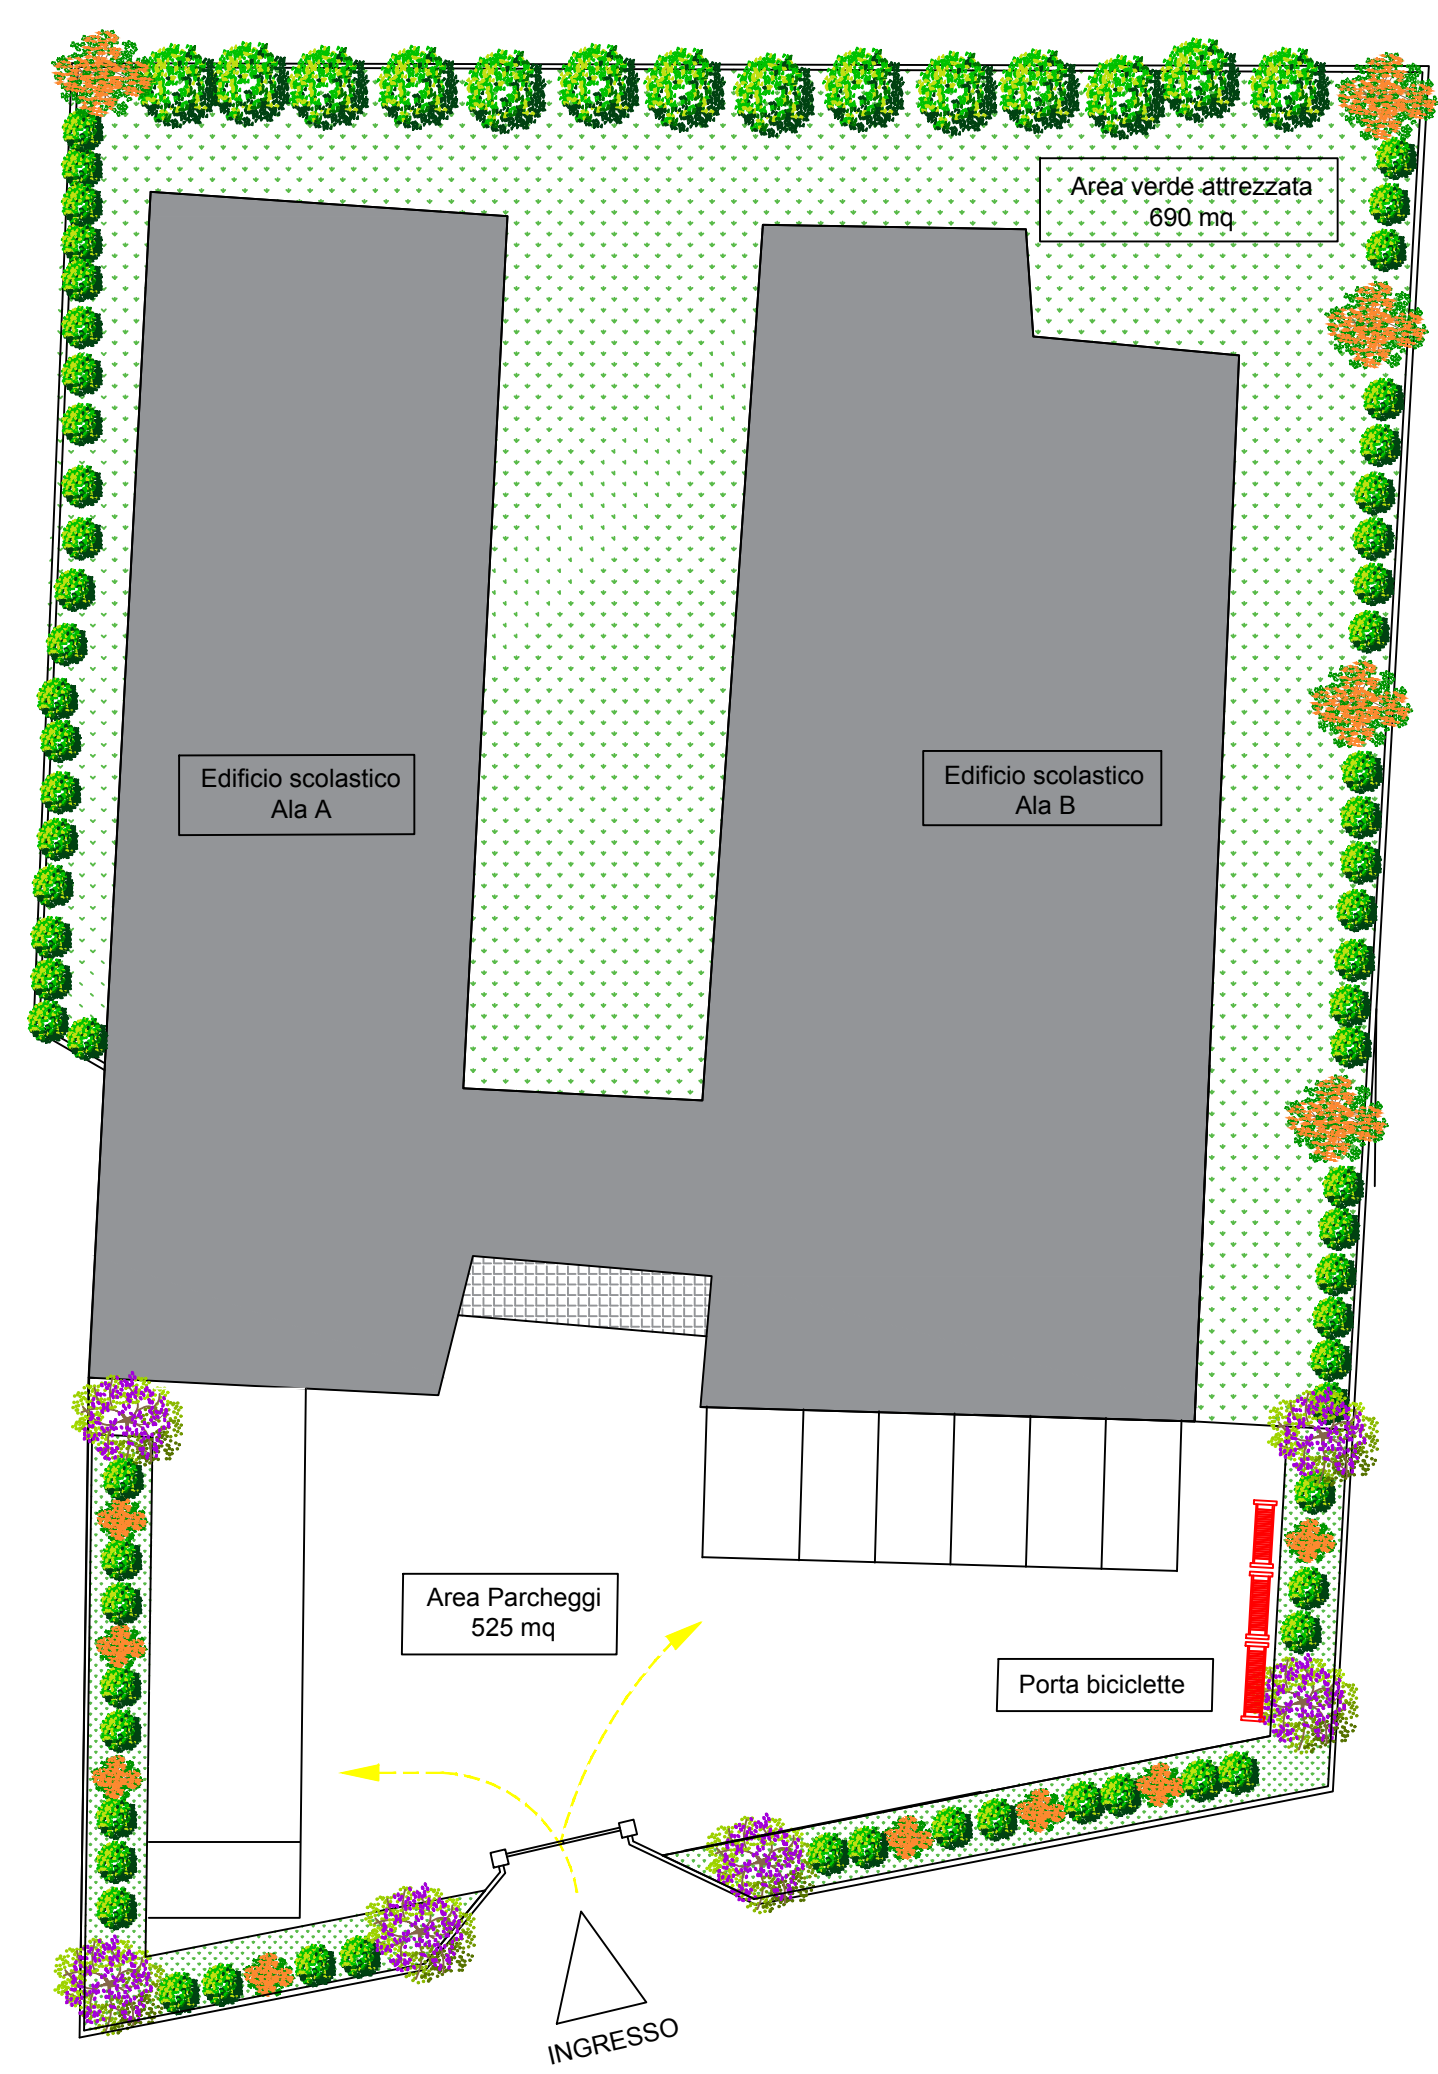 Area verde attrezzata
690 mq
Edificio scolastico
Ala A
Edificio scolastico
Ala B
Area Parcheggi
525 mq
Porta biciclette
INGRESSO